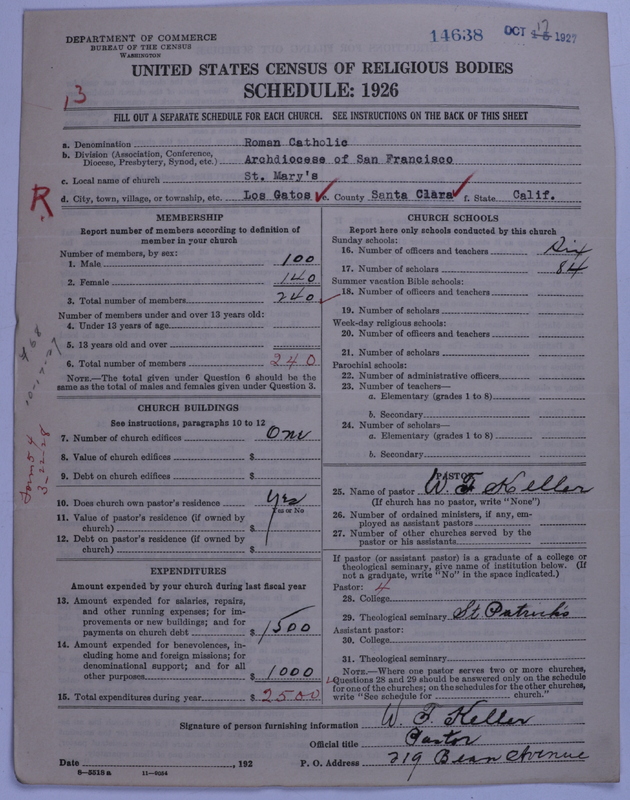 DEPARTMENT OF COMMERCE
BUREAU OF THE CENSUS
WASHINGTON
14638 OCT 17 1927
13
UNITED STATES CENSUS OF RELIGIOUS BODIES
SCHEDULE: 1926
FILL OUT A SEPARATE SCHEDULE FOR EACH CHURCH. SEE INSTRUCTIONS ON THE BACK OF THIS SHEET
a. Denomination Roman Catholic
b. Division (Association, Conference, Diocese, Presbytery, Synod, etc.) Archdiocese of San Francisco
c. Local name of church St. Mary's
d. City, town, village, or township, etc. Los Gatos e. County Santa Clara f. State Calif.
R
MEMBERSHIP
Report number of members according to definition of
member in your church
Number of members, by sex:
1. Male 100
2. Female 140
3. Total number of members 240
Number of members under and over 13 years old:
4. Under 13 years of age
5. 13 years old and over
6. Total number of members 240
NOTE.—The total given under Question 6 should be the
same as the total of males and females given under Question 3.
CHURCH BUILDINGS
See instructions, paragraphs 10 to 12
7. Number of church edifices One
8. Value of church edifices $
9. Debt on church edifices $
10. Does church own pastor's residence Yes
Yes or No
11. Value of pastor's residence (if owned by
church) $
12. Debt on pastor's residence (if owned by
church) $
EXPENDITURES
Amount expended by your church during last fiscal year
13. Amount expended for salaries, repairs,
and other running expenses; for im-
provements or new buildings; and for
payments on church debt $ 1500
14. Amount expended for benevolences, in-
cluding home and foreign missions; for
denominational support; and for all
other purposes $ 1000
15. Total expenditures during year $ 2500
CHURCH SCHOOLS
Report here only schools conducted by this church
Sunday schools:
16. Number of officers and teachers Six
17. Number of scholars 84
Summer vacation Bible schools:
18. Number of officers and teachers
19. Number of scholars
Week-day religious schools:
20. Number of officers and teachers
21. Number of scholars
Parochial schools:
22. Number of administrative officers
23. Number of teachers—
a. Elementary (grades 1 to 8)
b. Secondary
24. Number of scholars—
a. Elementary (grades 1 to 8)
b. Secondary
PASTOR
25. Name of pastor W. F. Keller
(If church has no pastor, write "None")
26. Number of ordained ministers, if any, em-
ployed as assistant pastors
27. Number of other churches served by the
pastor or his assistants
If pastor (or assistant pastor) is a graduate of a college or
theological seminary, give name of institution below. (If
not a graduate, write "No" in the space indicated.)
Pastor: 4
28. College
29. Theological seminary St Patricks
Assistant pastor:
30. College
31. Theological seminary
NOTE.—Where one pastor serves two or more churches,
Questions 28 and 29 should be answered only on the schedule
for one of the churches; on the schedules for the other churches,
write "See schedule for church."
Form 54
3-22-28
Signature of person furnishing information W. F. Keller
Official title Pastor
Date , 192 P. O. Address 219 Bean Avenue
8—5518a 11—9054